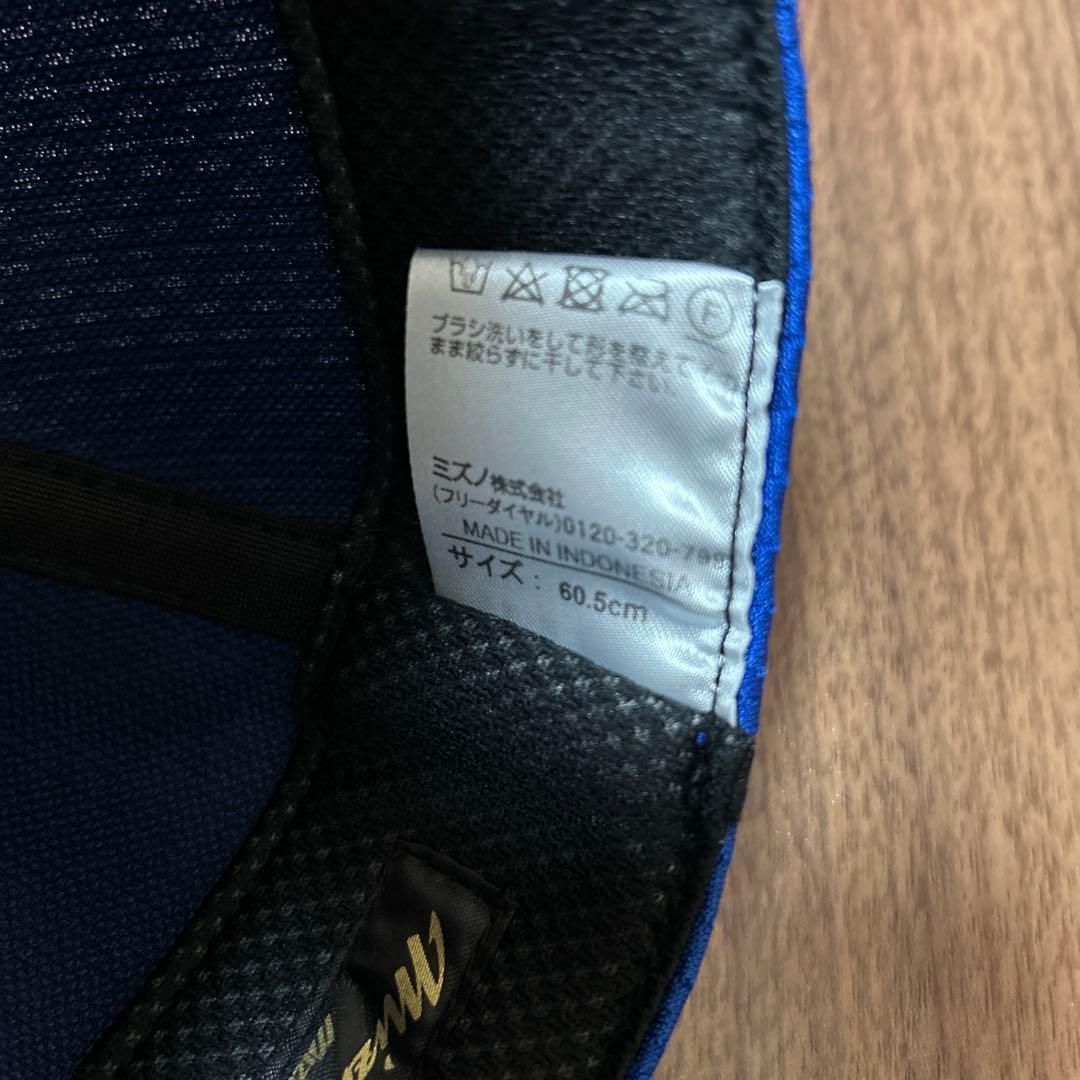 F
ブラシ洗いをして形を整えて
まま絞らずに干して下さい。
ミズノ株式会社
(フリーダイヤル)0120-320-799
MADE IN INDONESIA
サイズ： 60.5cm